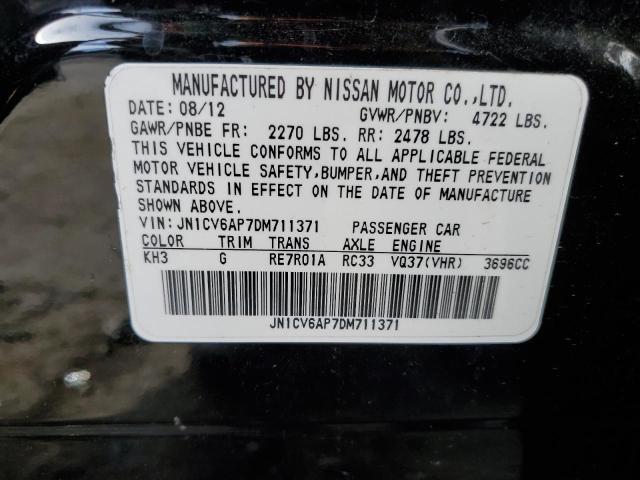 MANUFACTURED BY NISSAN MOTOR CO.,LTD.
DATE: 08/12 GVWR/PNBV: 4722 LBS.
GAWR/PNBE FR: 2270 LBS. RR: 2478 LBS.
THIS VEHICLE CONFORMS TO ALL APPLICABLE FEDERAL
MOTOR VEHICLE SAFETY, BUMPER, AND THEFT PREVENTION
STANDARDS IN EFFECT ON THE DATE OF MANUFACTURE
SHOWN ABOVE.
VIN: JN1CV6AP7DM711371 PASSENGER CAR
COLOR TRIM TRANS AXLE ENGINE
KH3 G RE7R01A RC33 VQ37(VHR) 3696CC
JN1CV6AP7DM711371